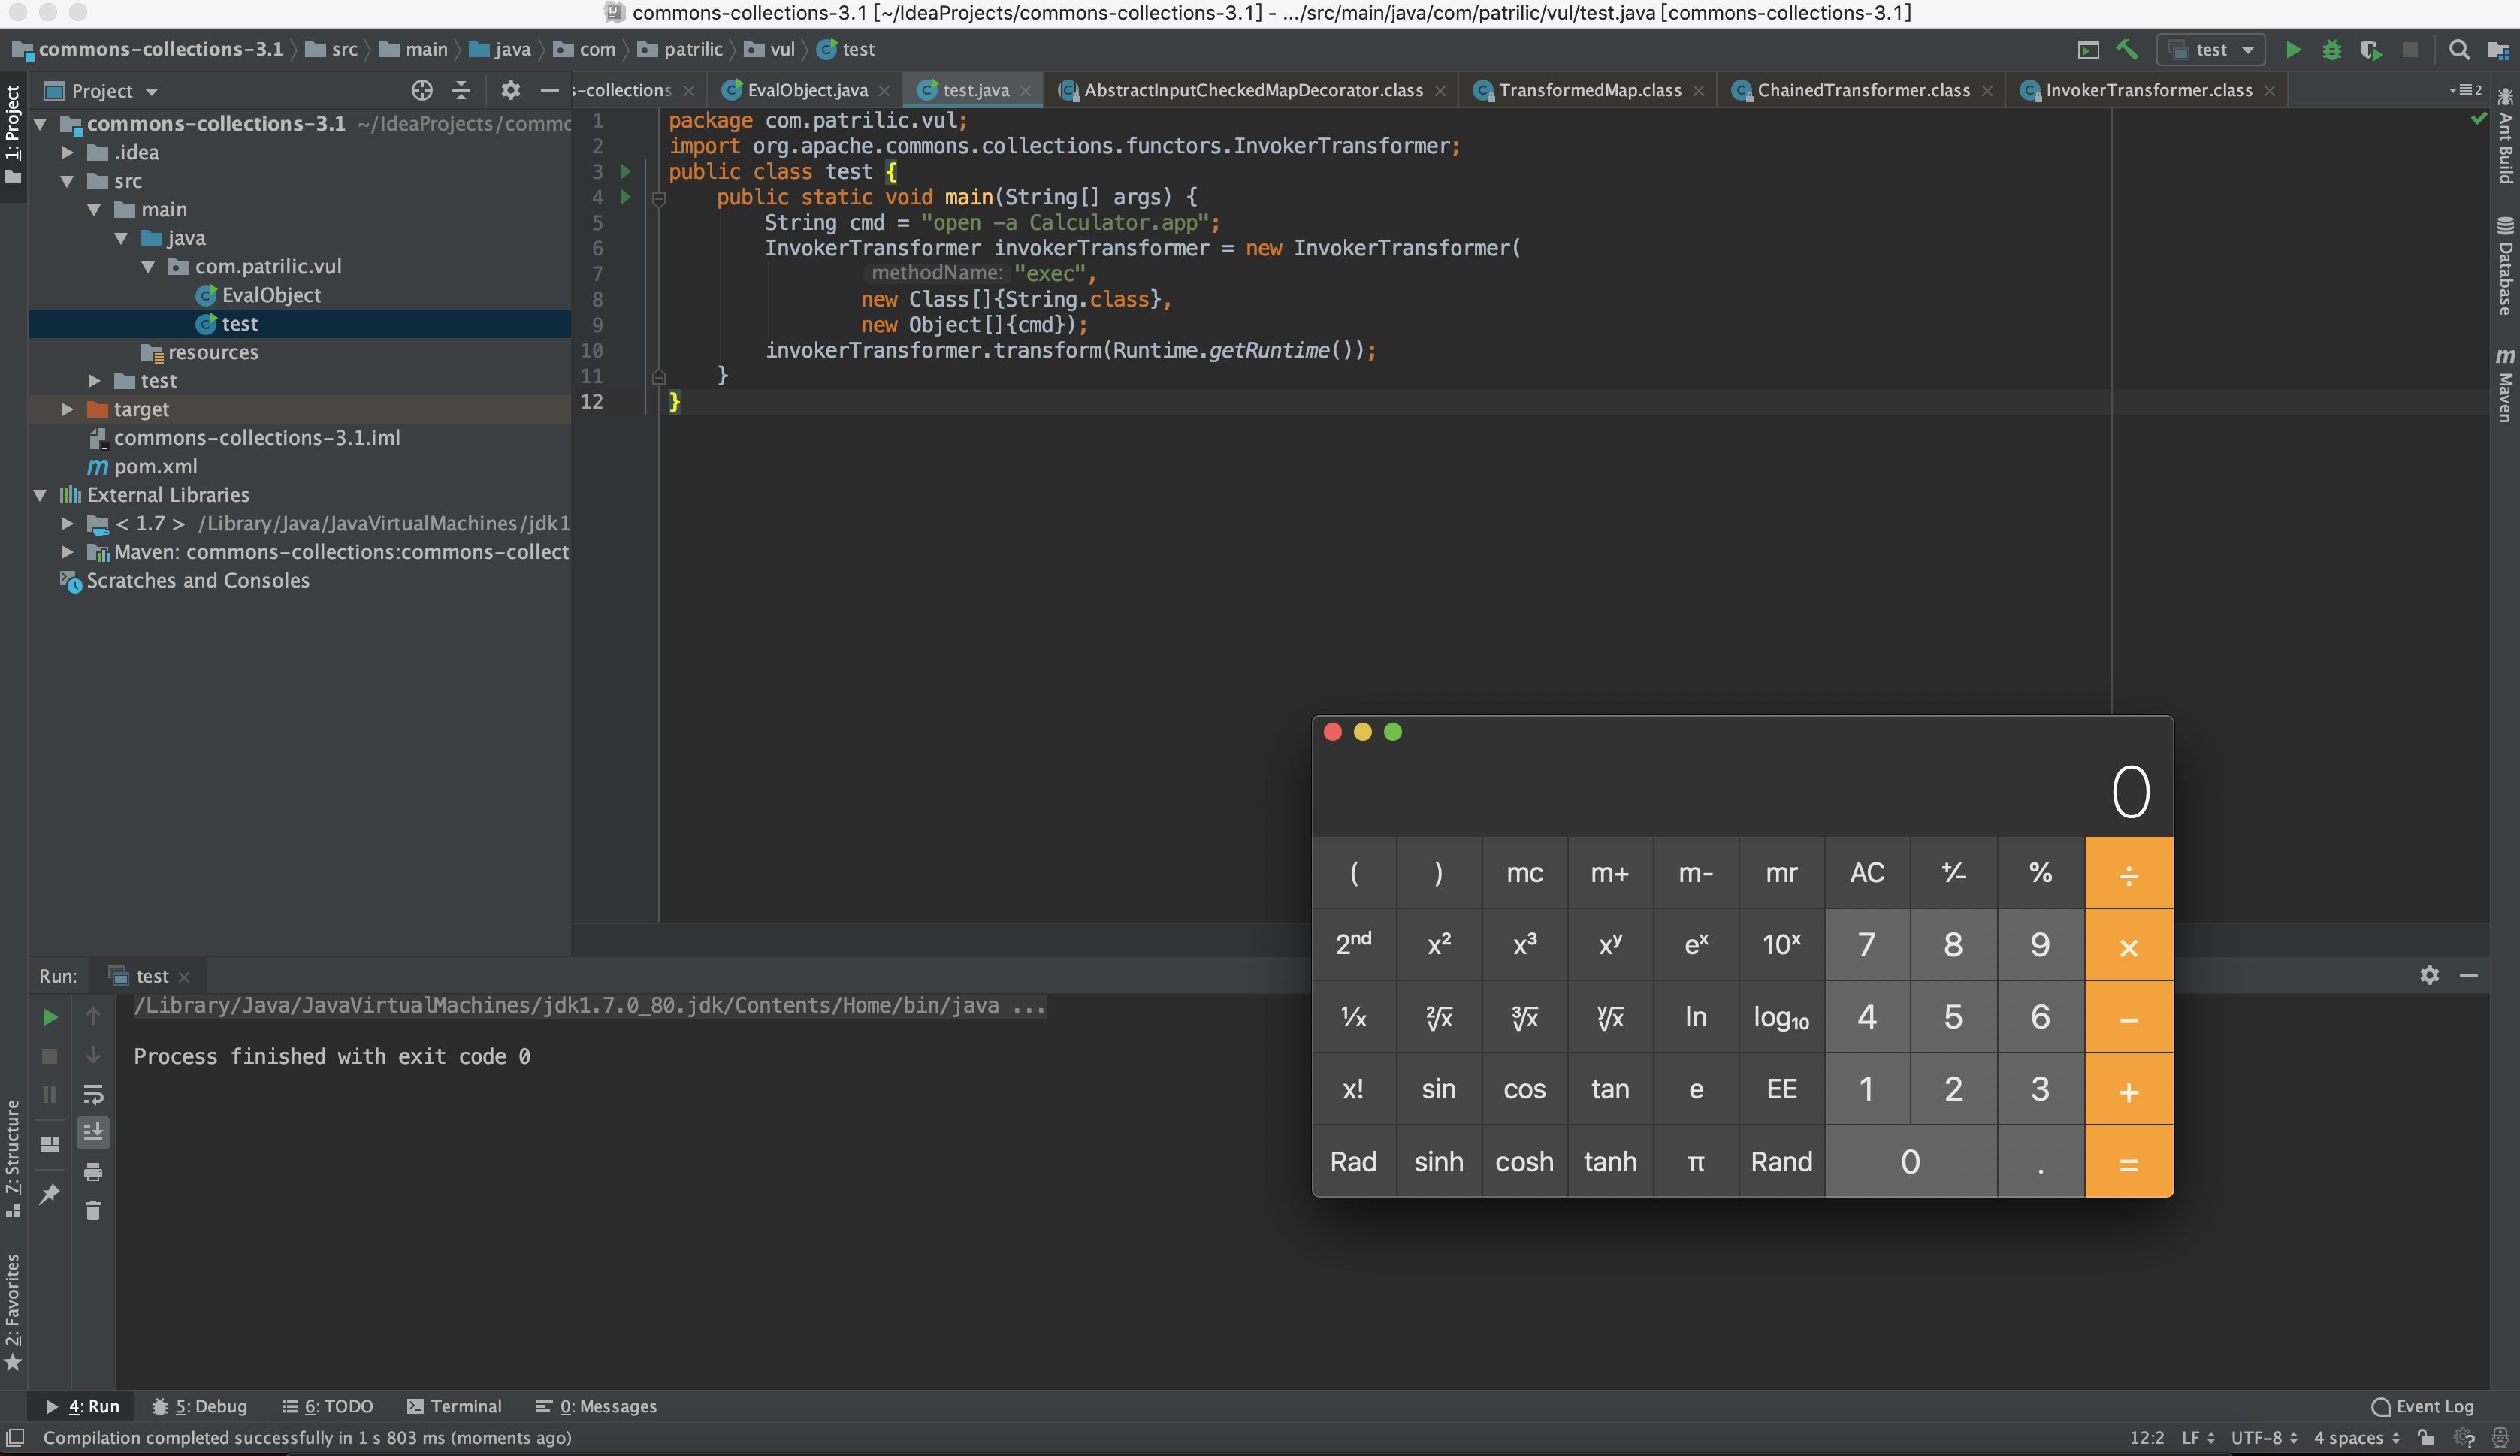 commons-collections-3.1 [~/IdeaProjects/commons-collections-3.1] - .../src/main/java/com/patrilic/vul/test.java [commons-collections-3.1]
commons-collections-3.1 src main java com patrilic vul test
test
Project
-collections EvalObject.java test.java AbstractInputCheckedMapDecorator.class TransformedMap.class ChainedTransformer.class InvokerTransformer.class
2
1: Project
commons-collections-3.1 ~/IdeaProjects/commo
.idea
src
main
java
com.patrilic.vul
EvalObject
test
resources
test
target
commons-collections-3.1.iml
pom.xml
External Libraries
< 1.7 > /Library/Java/JavaVirtualMachines/jdk1
Maven: commons-collections:commons-collect
Scratches and Consoles
1 package com.patrilic.vul;
2 import org.apache.commons.collections.functors.InvokerTransformer;
3 public class test {
4 public static void main(String[] args) {
5 String cmd = "open -a Calculator.app";
6 InvokerTransformer invokerTransformer = new InvokerTransformer(
7 methodName: "exec",
8 new Class[]{String.class},
9 new Object[]{cmd});
10 invokerTransformer.transform(Runtime.getRuntime());
11 }
12 }
Ant Build
Database
Maven
0
( ) mc m+ m- mr AC +⁄- % ÷
2nd x² x³ xʸ eˣ 10ˣ 7 8 9 ×
¹⁄x ²√x ³√x ʸ√x ln log₁₀ 4 5 6 −
x! sin cos tan e EE 1 2 3 +
Rad sinh cosh tanh π Rand 0 . =
Run: test
/Library/Java/JavaVirtualMachines/jdk1.7.0_80.jdk/Contents/Home/bin/java ...
Process finished with exit code 0
Z: Structure
2: Favorites
4: Run 5: Debug 6: TODO Terminal 0: Messages Event Log
Compilation completed successfully in 1 s 803 ms (moments ago) 12:2 LF UTF-8 4 spaces